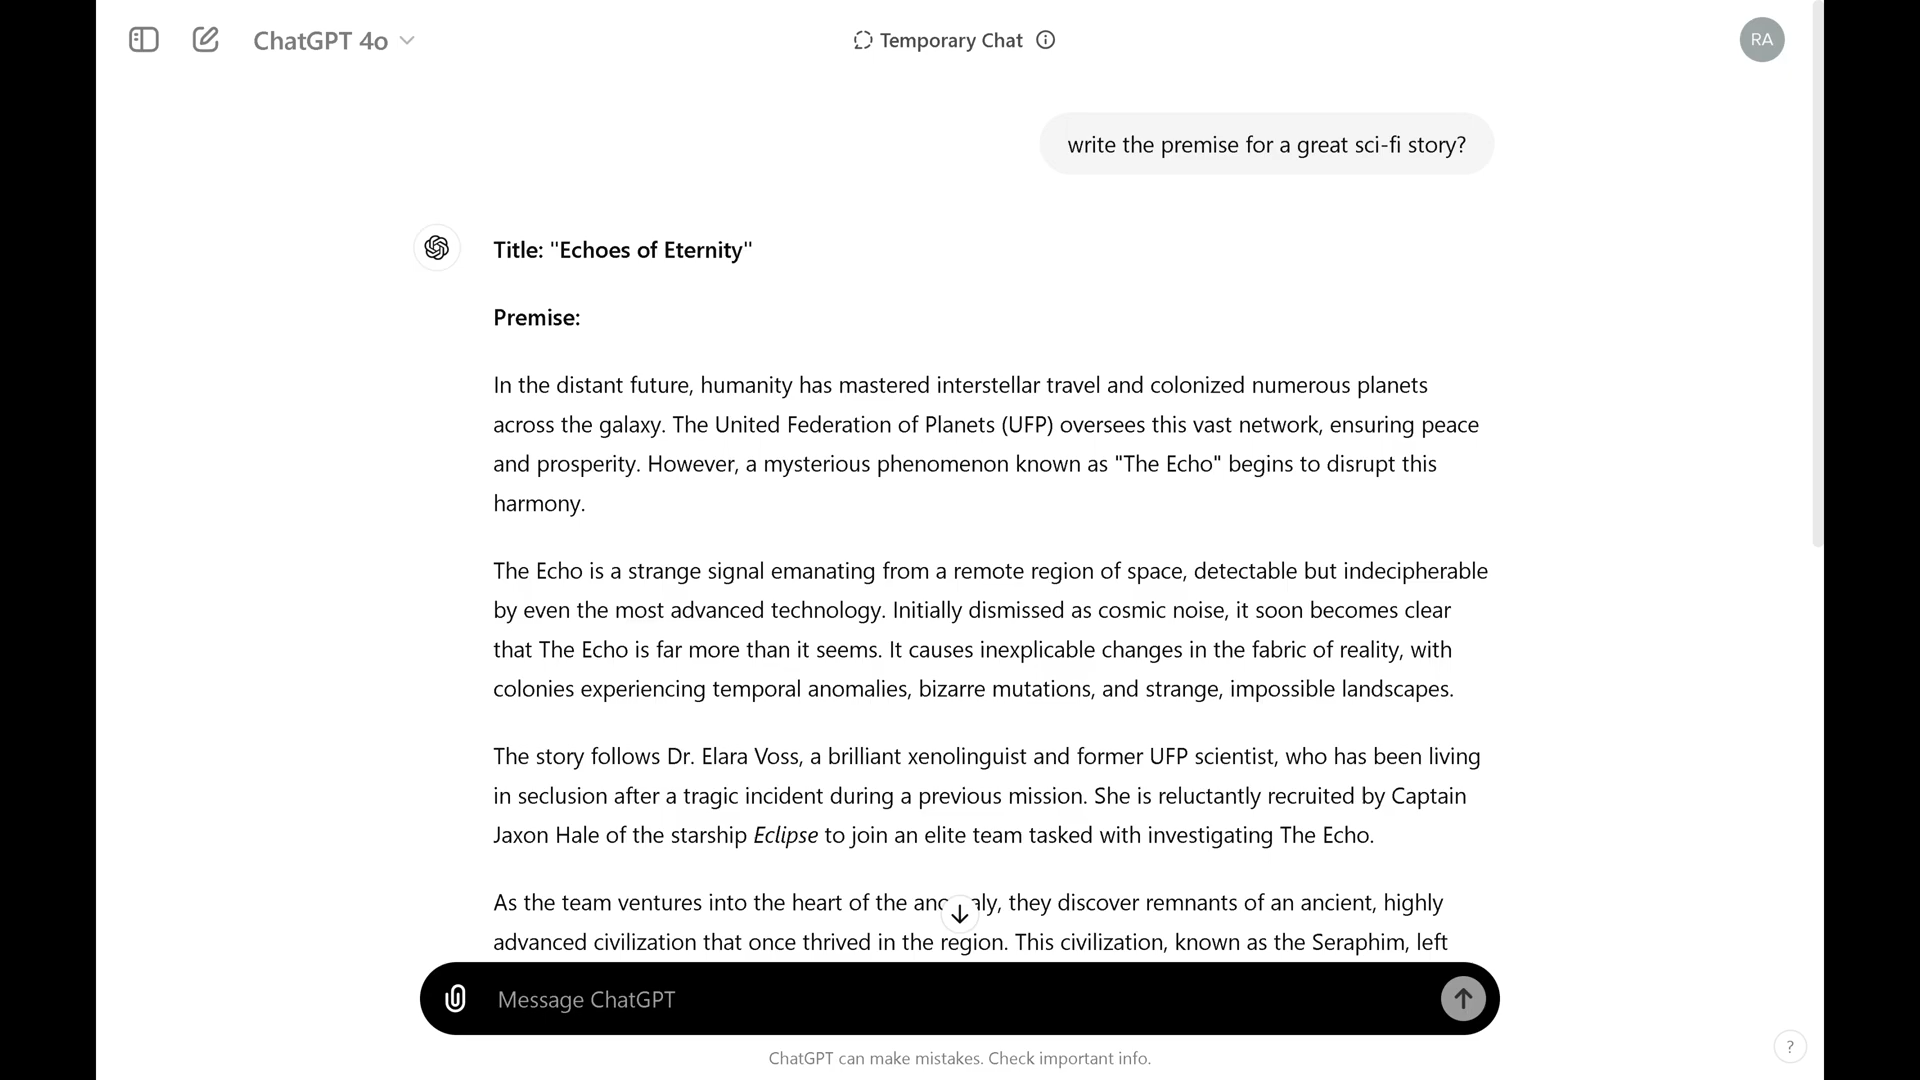 ChatGPT 4o
Temporary Chat
RA
write the premise for a great sci-fi story?
Title: "Echoes of Eternity"
Premise:
In the distant future, humanity has mastered interstellar travel and colonized numerous planets
across the galaxy. The United Federation of Planets (UFP) oversees this vast network, ensuring peace
and prosperity. However, a mysterious phenomenon known as "The Echo" begins to disrupt this
harmony.
The Echo is a strange signal emanating from a remote region of space, detectable but indecipherable
by even the most advanced technology. Initially dismissed as cosmic noise, it soon becomes clear
that The Echo is far more than it seems. It causes inexplicable changes in the fabric of reality, with
colonies experiencing temporal anomalies, bizarre mutations, and strange, impossible landscapes.
The story follows Dr. Elara Voss, a brilliant xenolinguist and former UFP scientist, who has been living
in seclusion after a tragic incident during a previous mission. She is reluctantly recruited by Captain
Jaxon Hale of the starship Eclipse to join an elite team tasked with investigating The Echo.
As the team ventures into the heart of the anomaly, they discover remnants of an ancient, highly
advanced civilization that once thrived in the region. This civilization, known as the Seraphim, left
Message ChatGPT
ChatGPT can make mistakes. Check important info.
?